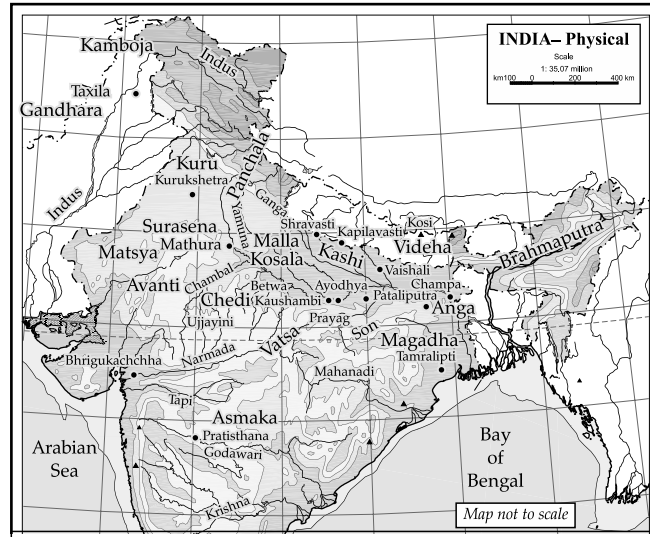 INDIA– Physical
Scale
1: 35,07 million
km100 0 200 400 km
Kamboja
Indus
Taxila
Gandhara
Kuru
Kurukshetra
Panchala
Indus
Ganga
Yamuna
Surasena
Mathura
Matsya
Shravasti
Kapilavasti
Kosi
Malla
Kosala
Kashi
Videha
Brahmaputra
Vaishali
Avanti
Chambal
Chedi
Betwa
Kaushambi
Ayodhya
Pataliputra
Champa
Anga
Ujjayini
Prayag
Vatsa
Son
Magadha
Tamralipti
Bhrigukachchha
Narmada
Mahanadi
Tapi
Asmaka
Pratisthana
Godawari
Krishna
Arabian
Sea
Bay
of
Bengal
Map not to scale